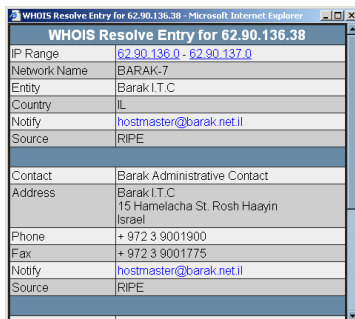 WHOIS Resolve Entry for 62.90.136.38 - Microsoft Internet Explorer
WHOIS Resolve Entry for 62.90.136.38
IP Range 62.90.136.0 - 62.90.137.0
Network Name BARAK-7
Entity Barak I.T.C
Country IL
Notify hostmaster@barak.net.il
Source RIPE
Contact Barak Administrative Contact
Address Barak I.T.C
15 Hamelacha St. Rosh Haayin
Israel
Phone + 972 3 9001900
Fax + 972 3 9001775
Notify hostmaster@barak.net.il
Source RIPE